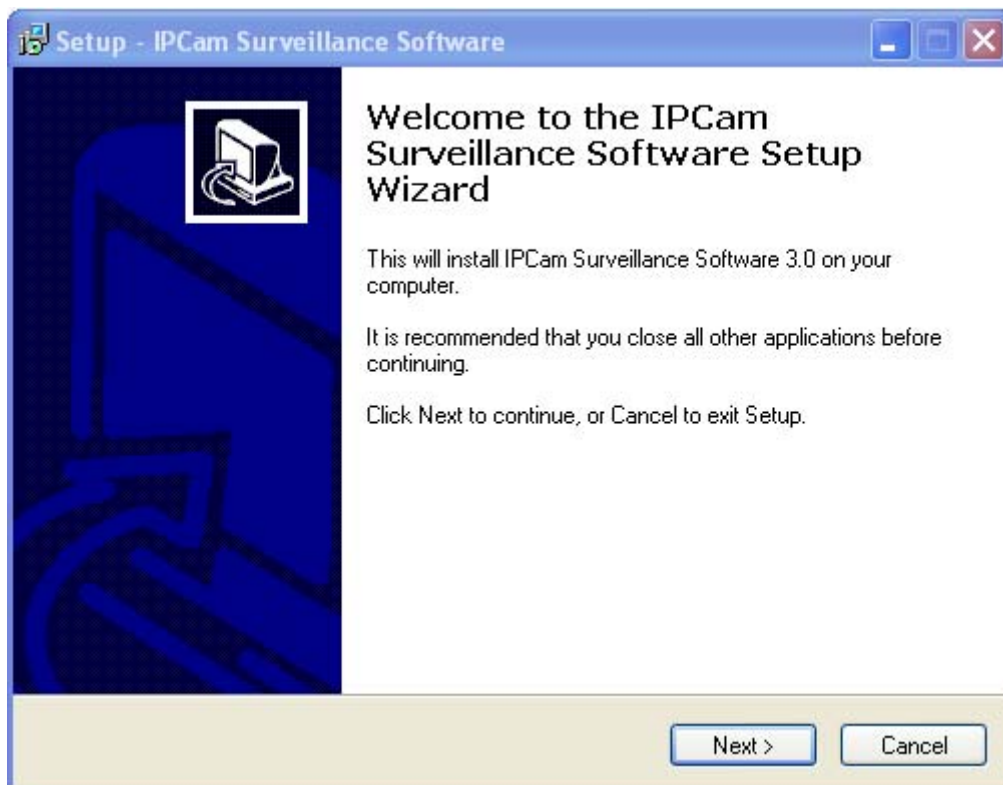 Setup - IPCam Surveillance Software
Welcome to the IPCam
Surveillance Software Setup
Wizard
This will install IPCam Surveillance Software 3.0 on your
computer.
It is recommended that you close all other applications before
continuing.
Click Next to continue, or Cancel to exit Setup.
Next >
Cancel